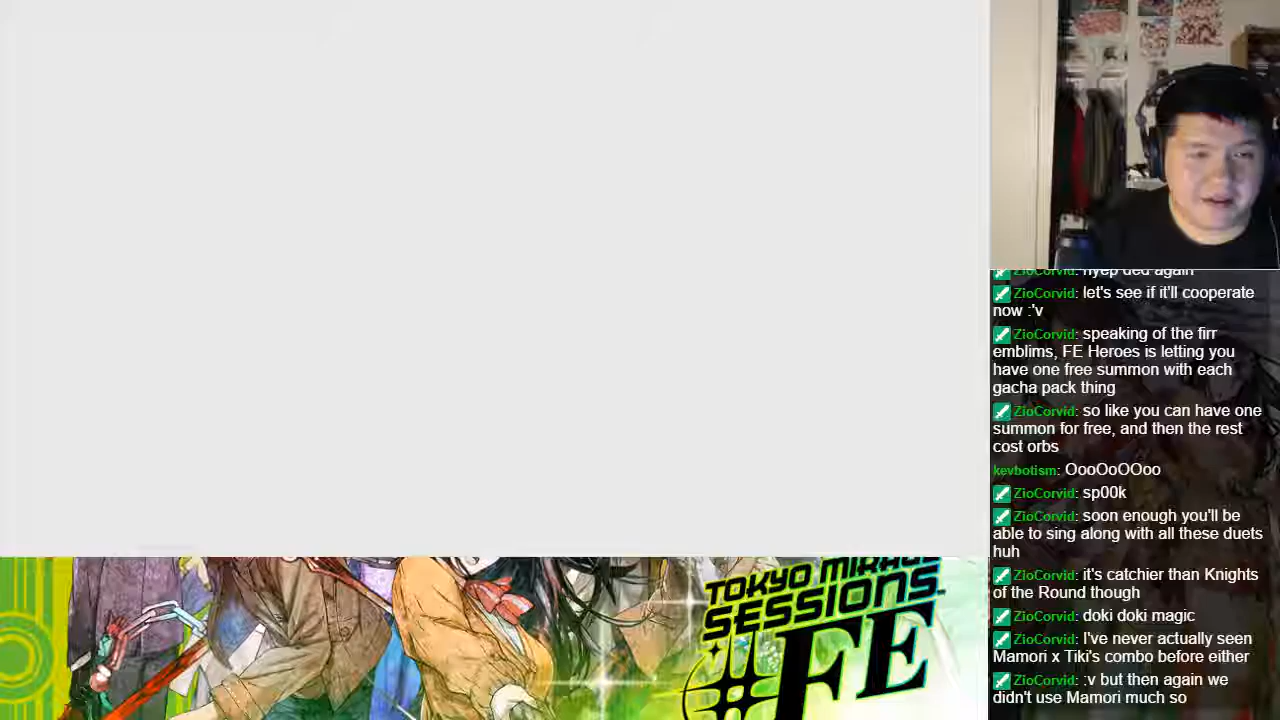 ZioCorvid: nyep ded again
ZioCorvid: let's see if it'll cooperate
now :'v
ZioCorvid: speaking of the firr
emblims, FE Heroes is letting you
have one free summon with each
gacha pack thing
ZioCorvid: so like you can have one
summon for free, and then the rest
cost orbs
kevbotism: OooOoOOoo
ZioCorvid: sp00k
ZioCorvid: soon enough you'll be
able to sing along with all these duets
huh
ZioCorvid: it's catchier than Knights
of the Round though
ZioCorvid: doki doki magic
ZioCorvid: I've never actually seen
Mamori x Tiki's combo before either
ZioCorvid: :v but then again we
didn't use Mamori much so
TOKYO MIRAGE
SESSIONS
#FE